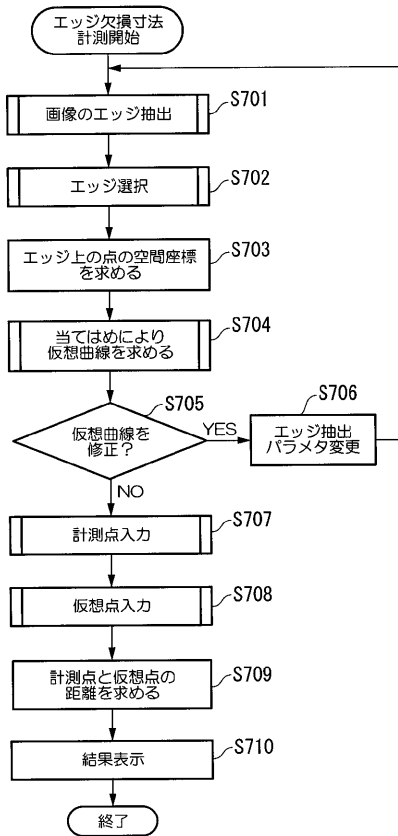 エッジ欠損寸法
計測開始
画像のエッジ抽出
S701
エッジ選択
S702
エッジ上の点の空間座標
を求める
S703
当てはめにより
仮想曲線を求める
S704
仮想曲線を
修正?
S705
YES
エッジ抽出
パラメタ変更
S706
NO
計測点入力
S707
仮想点入力
S708
計測点と仮想点の
距離を求める
S709
結果表示
S710
終了